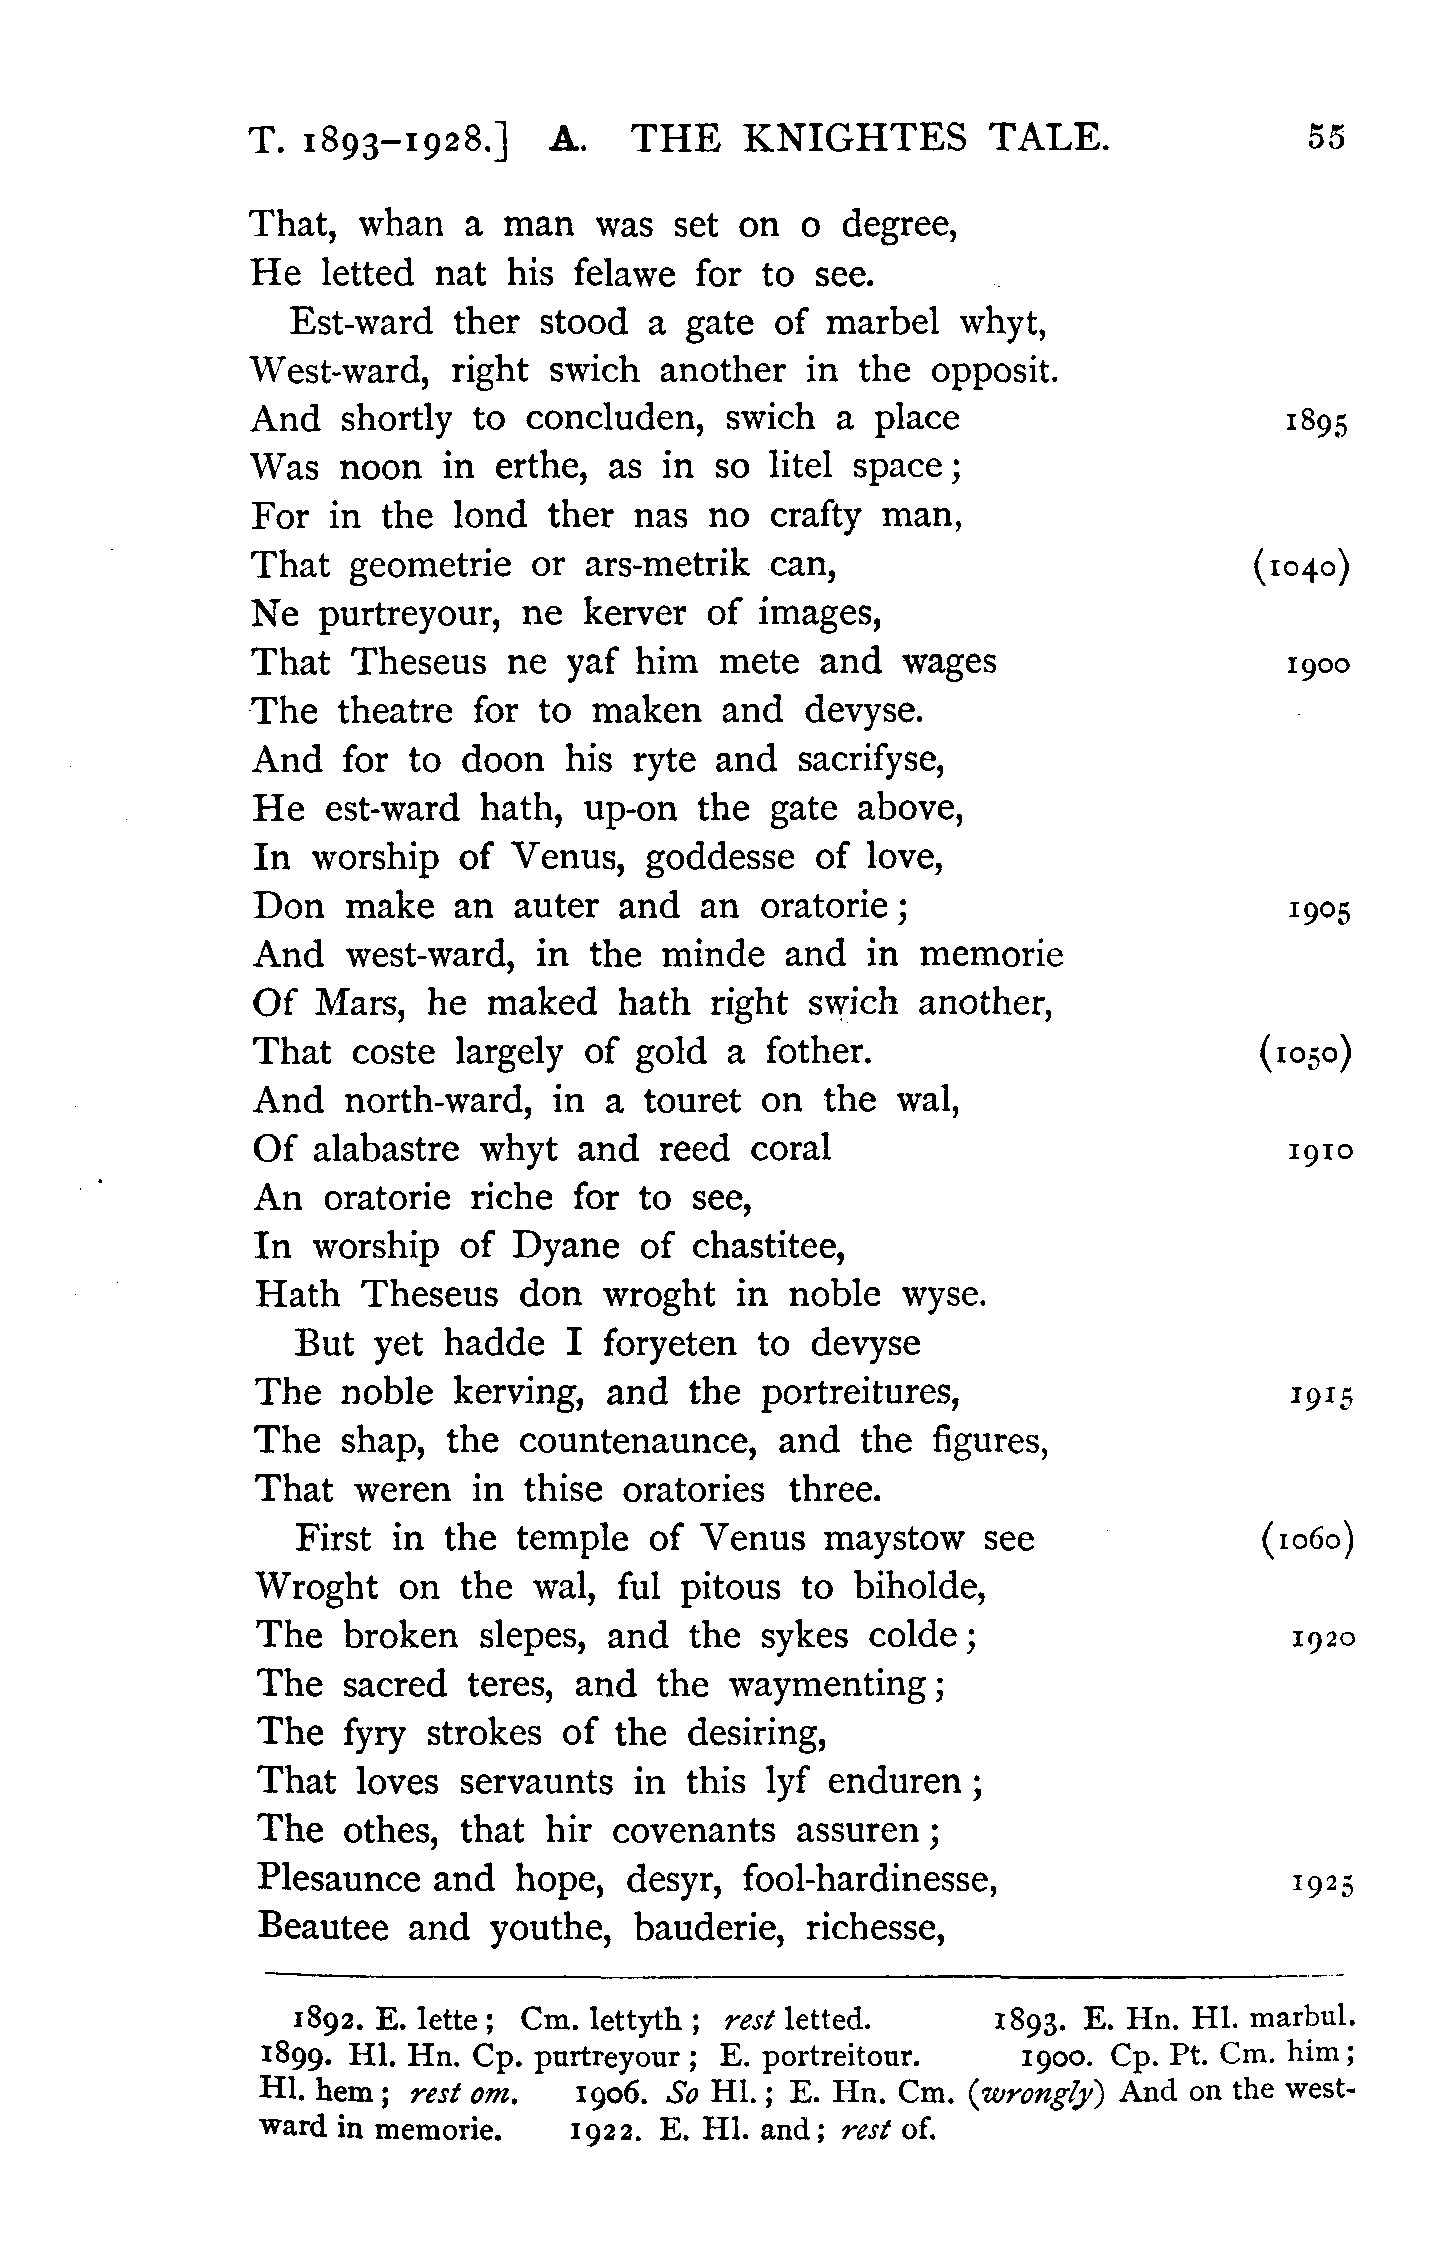 T. 1893–1928.] A. THE KNIGHTES TALE. 55
That, whan a man was set on o degree,
He letted nat his felawe for to see.
Est-ward ther stood a gate of marbel whyt,
West-ward, right swich another in the opposit.
And shortly to concluden, swich a place 1895
Was noon in erthe, as in so litel space;
For in the lond ther nas no crafty man,
That geometrie or ars-metrik can, (1040)
Ne purtreyour, ne kerver of images,
That Theseus ne yaf him mete and wages 1900
The theatre for to maken and devyse.
And for to doon his ryte and sacrifyse,
He est-ward hath, up-on the gate above,
In worship of Venus, goddesse of love,
Don make an auter and an oratorie; 1905
And west-ward, in the minde and in memorie
Of Mars, he maked hath right swich another,
That coste largely of gold a fother. (1050)
And north-ward, in a touret on the wal,
Of alabastre whyt and reed coral 1910
An oratorie riche for to see,
In worship of Dyane of chastitee,
Hath Theseus don wroght in noble wyse.
But yet hadde I foryeten to devyse
The noble kerving, and the portreitures, 1915
The shap, the countenaunce, and the figures,
That weren in thise oratories three.
First in the temple of Venus maystow see (1060)
Wroght on the wal, ful pitous to biholde,
The broken slepes, and the sykes colde; 1920
The sacred teres, and the waymenting;
The fyry strokes of the desiring,
That loves servaunts in this lyf enduren;
The othes, that hir covenants assuren;
Plesaunce and hope, desyr, fool-hardinesse, 1925
Beautee and youthe, bauderie, richesse,
1892. E. lette; Cm. lettyth; rest letted. 1893. E. Hn. Hl. marbul.
1899. Hl. Hn. Cp. purtreyour; E. portreitour. 1900. Cp. Pt. Cm. him;
Hl. hem; rest om. 1906. So Hl.; E. Hn. Cm. (wrongly) And on the west-
ward in memorie. 1922. E. Hl. and; rest of.